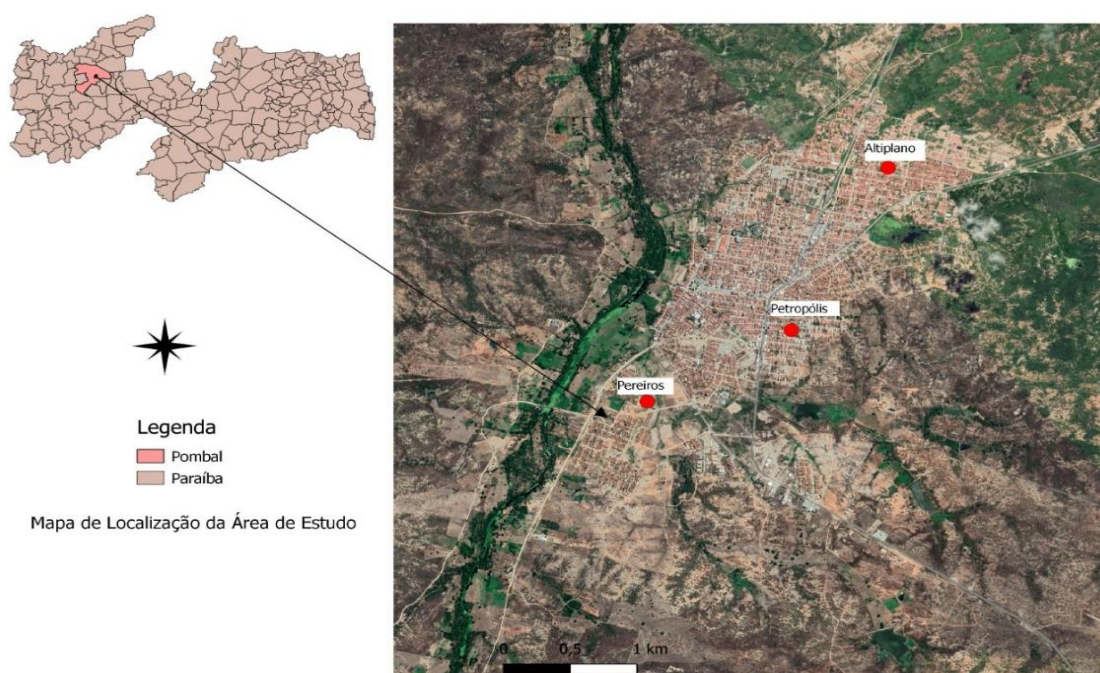 Altiplano
Petropólis
Pereiros
Legenda
Pombal
Paraíba
Mapa de Localização da Área de Estudo
0 0,5 1 km